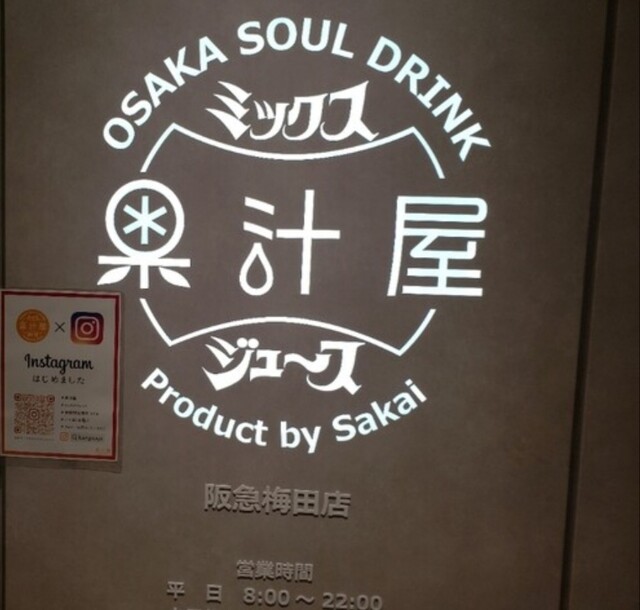 OSAKA SOUL DRINK
ミックス
果汁屋
ジュ〜ス
Product by Sakai
Instagram
はじめました
阪急梅田店
営業時間
平 日 8:00～22:00